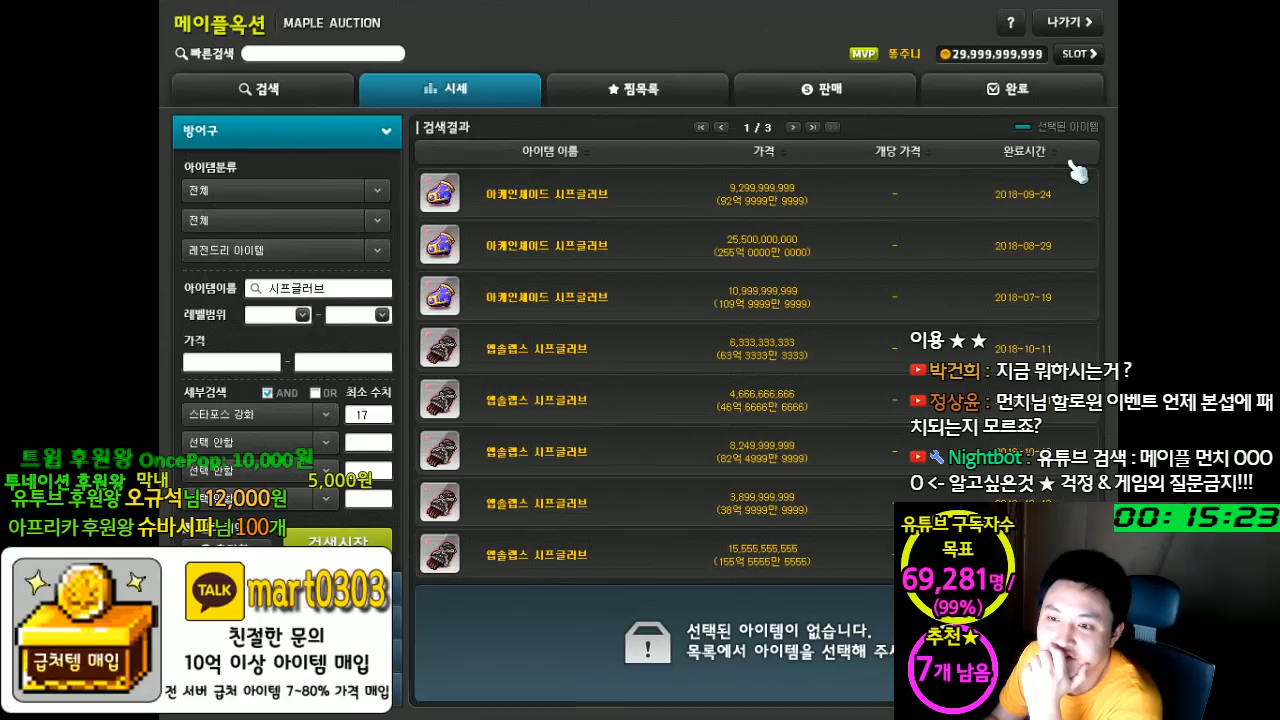 메이플옥션 MAPLE AUCTION
? 나가기
빠른검색
MVP 똥주니 29,999,999,999 SLOT
검색 시세 찜목록 판매 완료
방어구
검색결과 1 / 3 선택된 아이템
아이템 이름 가격 개당 가격 완료시간
아이템분류
전체
전체
레전드리 아이템
아이템이름 시프글러브
레벨범위 -
가격
-
세부검색 AND OR 최소 수치
스타포스 강화 17
선택 안함
선택 안함
아케인셰이드 시프글러브 9,299,999,999 - 2018-09-24
(92억 9999만 9999)
아케인셰이드 시프글러브 25,500,000,000 - 2018-08-29
(255억 0000만 0000)
아케인셰이드 시프글러브 10,999,999,999 - 2018-07-19
(109억 9999만 9999)
앱솔랩스 시프글러브 6,333,333,333 - 2018-10-11
(63억 3333만 3333)
앱솔랩스 시프글러브 4,666,666,666 -
(46억 6666만 6666)
앱솔랩스 시프글러브 8,249,999,999
(82억 4999만 9999)
앱솔랩스 시프글러브 3,899,999,999
(38억 9999만 9999)
앱솔랩스 시프글러브 15,555,555,555
(155억 5555만 5555)
선택된 아이템이 없습니다.
목록에서 아이템을 선택해 주
이용 ★ ★
박건희 : 지금 뭐하시는거 ?
정상윤 : 먼치님 할로윈 이벤트 언제 본섭에 패
치되는지 모르죠?
Nightbot : 유튜브 검색 : 메이플 먼치 OOO
O <- 알고싶은것 ★ 걱정 & 게임외 질문금지!!!
트윕 후원왕 OncePop: 10,000원
투네이션 후원왕 막내 5,000원
유투브 후원왕 오규석님12,000원
아프리카 후원왕 슈바시파님100개
검색시작
급처템 매입
TALK mart0303
친절한 문의
10억 이상 아이템 매입
전 서버 급처 아이템 7~80% 가격 매입
00:15:23
유튜브 구독자수
목표
69,281명/
(99%)
추천★
7개 남음